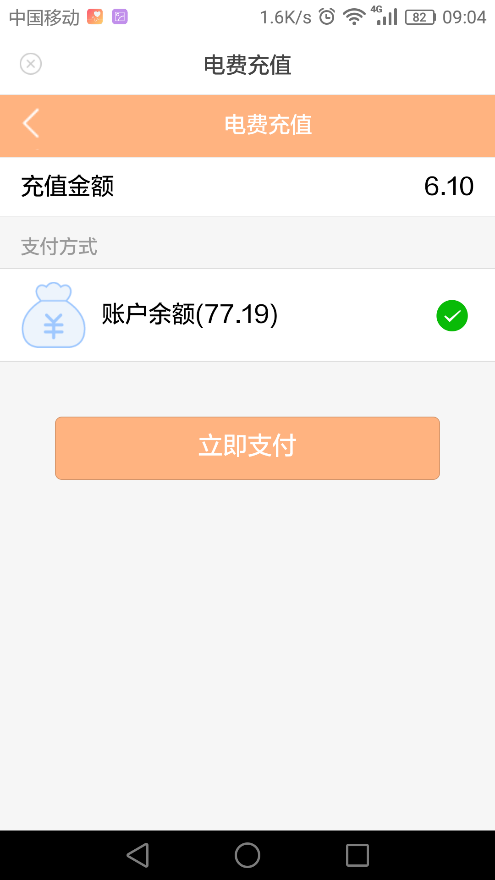 中国移动 1.6K/s 4G 82 09:04
电费充值
电费充值
充值金额 6.10
支付方式
¥ 账户余额(77.19)
立即支付